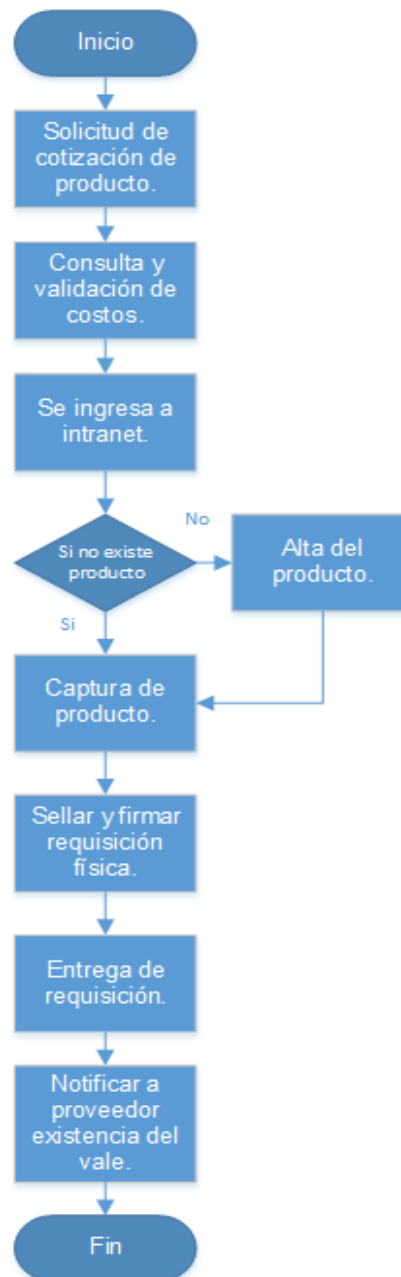 Inicio
Solicitud de
cotización de
producto.
Consulta y
validación de
costos.
Se ingresa a
intranet.
Si no existe
producto
No
Alta del
producto.
Si
Captura de
producto.
Sellar y firmar
requisición
física.
Entrega de
requisición.
Notificar a
proveedor
existencia del
vale.
Fin